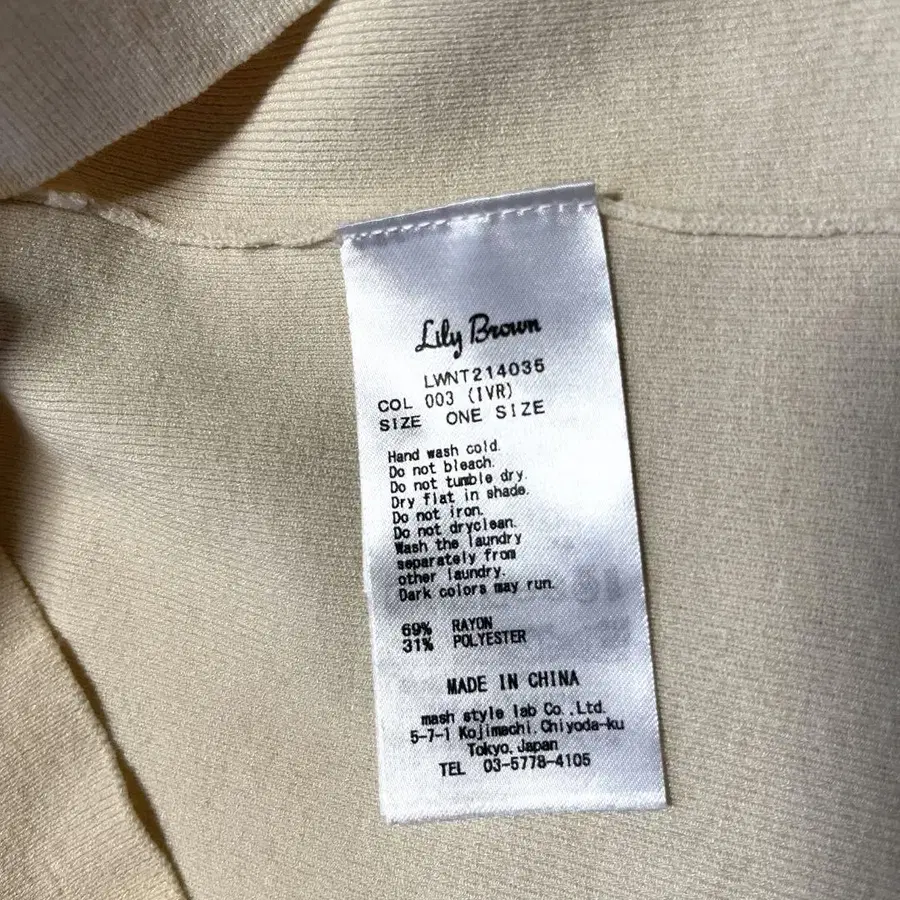 Lily Brown
LWNT214035
COL 003 (IVR)
SIZE ONE SIZE
Hand wash cold.
Do not bleach.
Do not tumble dry.
Dry flat in shade.
Do not iron.
Do not dryclean.
Wash the laundry
separately from
other laundry.
Dark colors may run.
69% RAYON
31% POLYESTER
MADE IN CHINA
mash style lab Co.,Ltd.
5-7-1 Kojimachi, Chiyoda-ku
Tokyo, Japan
TEL 03-5778-4105